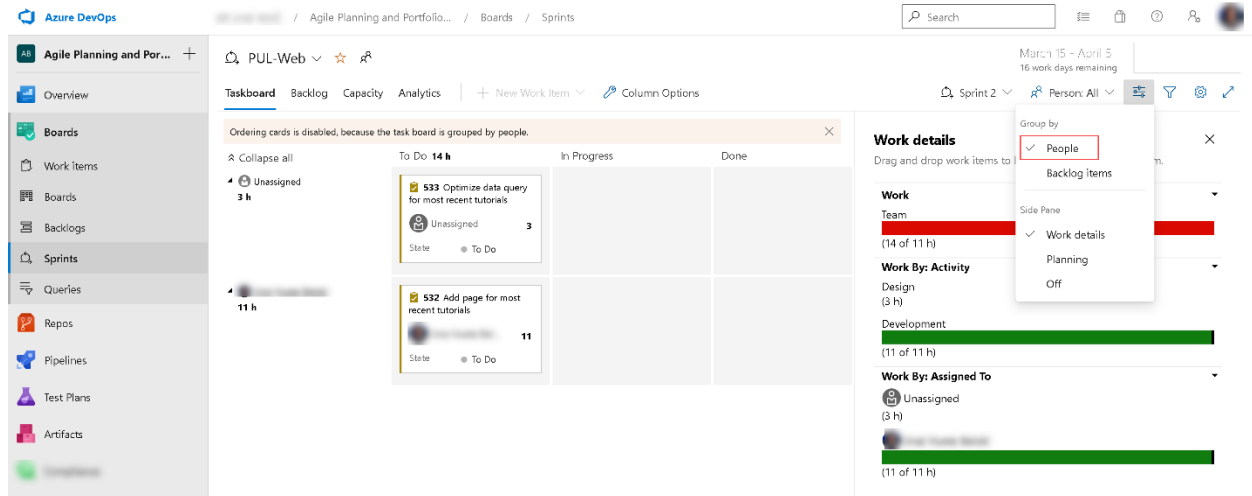 Azure DevOps
/ Agile Planning and Portfolio... / Boards / Sprints
Search
AB Agile Planning and Por...
Overview
Boards
Work items
Boards
Backlogs
Sprints
Queries
Repos
Pipelines
Test Plans
Artifacts
PUL-Web
March 15 - April 5
16 work days remaining
Taskboard Backlog Capacity Analytics New Work Item Column Options
Sprint 2 Person: All
Ordering cards is disabled, because the task board is grouped by people.
Collapse all To Do 14 h In Progress Done
Unassigned
3 h
533 Optimize data query
for most recent tutorials
Unassigned 3
State To Do
11 h
532 Add page for most
recent tutorials
11
State To Do
Group by
People
Backlog items
Side Pane
Work details
Planning
Off
Work details
Drag and drop work items to m.
Work
Team
(14 of 11 h)
Work By: Activity
Design
(3 h)
Development
(11 of 11 h)
Work By: Assigned To
Unassigned
(3 h)
(11 of 11 h)